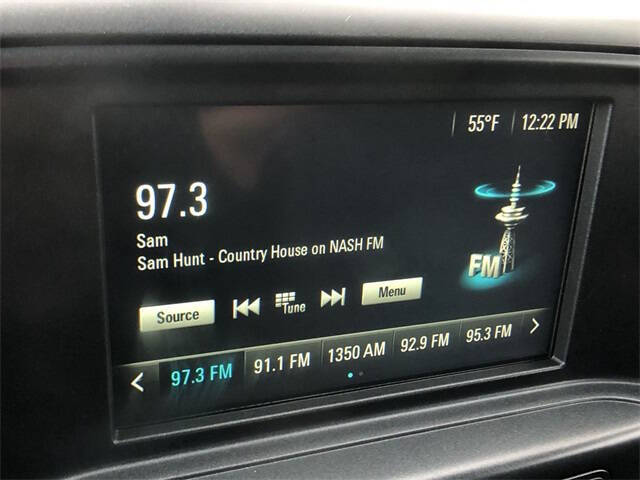 55°F 12:22 PM
97.3
Sam
Sam Hunt - Country House on NASH FM
FM
Source Tune Menu
97.3 FM 91.1 FM 1350 AM 92.9 FM 95.3 FM